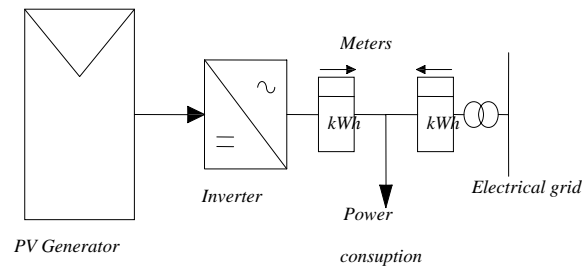 Meters
kWh
kWh
Inverter
Electrical grid
Power
consuption
PV Generator